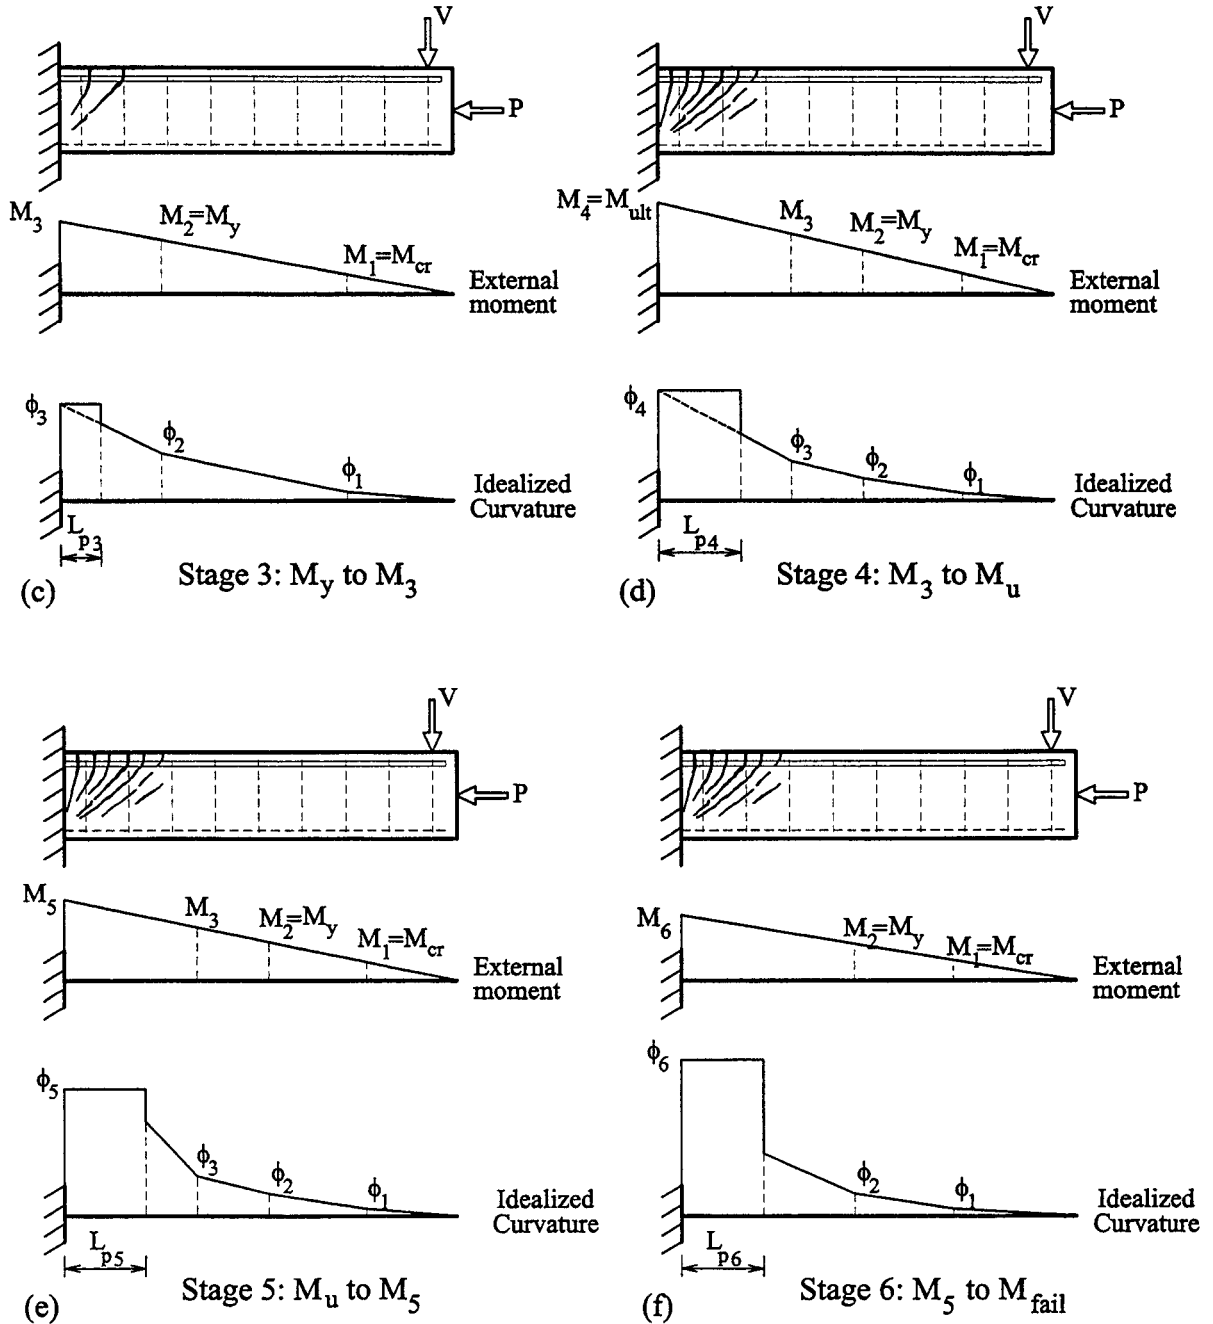 V
P
M3
M2=My
M1=Mcr
External
moment
ϕ3
ϕ2
ϕ1
Idealized
Curvature
Lp3
(c)
Stage 3: My to M3
V
P
M4=Mult
M3
M2=My
M1=Mcr
External
moment
ϕ4
ϕ3
ϕ2
ϕ1
Idealized
Curvature
Lp4
(d)
Stage 4: M3 to Mu
V
P
M5
M3
M2=My
M1=Mcr
External
moment
ϕ5
ϕ3
ϕ2
ϕ1
Idealized
Curvature
Lp5
(e)
Stage 5: Mu to M5
V
P
M6
M2=My
M1=Mcr
External
moment
ϕ6
ϕ2
ϕ1
Idealized
Curvature
Lp6
(f)
Stage 6: M5 to Mfail